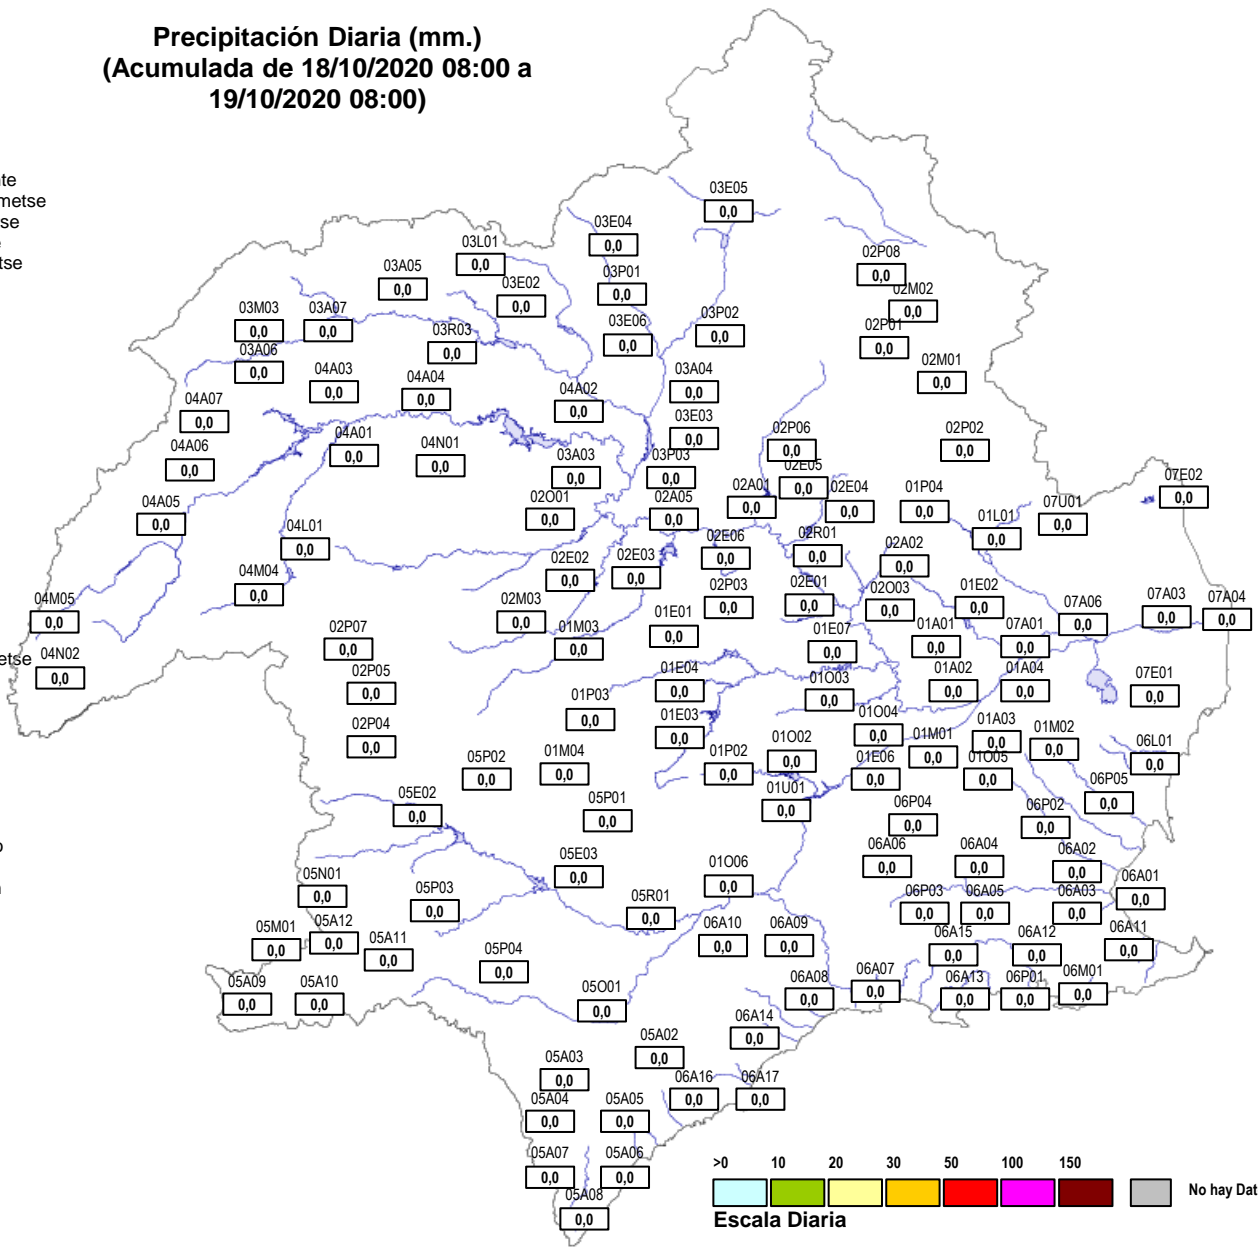 Precipitación Diaria (mm.)
(Acumulada de 18/10/2020 08:00 a
19/10/2020 08:00)
te
metse
se
tse
03E05
0,0
03E04
0,0
03L01
0,0
02P08
0,0
03A05
0,0
03P01
0,0
03E02
0,0
02M02
0,0
03M03
0,0
03A07
0,0
03P02
0,0
03E06
0,0
03R03
0,0
02P01
0,0
03A06
0,0
02M01
0,0
04A03
0,0
04A04
0,0
03A04
0,0
04A02
0,0
04A07
0,0
03E03
0,0
04A01
0,0
02P06
0,0
02P02
0,0
04A06
0,0
04N01
0,0
03A03
0,0
03P03
0,0
02E05
0,0
07E02
0,0
04A05
0,0
02O01
0,0
02A05
0,0
02A01
0,0
02E04
0,0
01P04
0,0
07U01
0,0
01L01
0,0
04L01
0,0
02E06
0,0
02R01
0,0
02A02
0,0
04M04
0,0
02E02
0,0
02E03
0,0
04M05
0,0
02M03
0,0
02P03
0,0
02E01
0,0
02O03
0,0
01E02
0,0
07A06
0,0
07A03
0,0
07A04
0,0
01E01
0,0
01M03
0,0
02P07
0,0
01E07
0,0
01A01
0,0
07A01
0,0
etse
04N02
0,0
02P05
0,0
01E04
0,0
01O03
0,0
01A02
0,0
01A04
0,0
07E01
0,0
01P03
0,0
01E03
0,0
01O04
0,0
01A03
0,0
01M02
0,0
02P04
0,0
01M01
0,0
06L01
0,0
05P02
0,0
01M04
0,0
01P02
0,0
01O02
0,0
01E06
0,0
01O05
0,0
05E02
0,0
05P01
0,0
01U01
0,0
06P04
0,0
06P02
0,0
06P05
0,0
o
05E03
0,0
01O06
0,0
06A06
0,0
06A04
0,0
06A02
0,0
05N01
0,0
05P03
0,0
05R01
0,0
06P03
0,0
06A05
0,0
06A03
0,0
06A01
0,0
05M01
0,0
05A12
0,0
05A11
0,0
05P04
0,0
06A10
0,0
06A09
0,0
06A15
0,0
06A12
0,0
06A11
0,0
05A09
0,0
05A10
0,0
05O01
0,0
06A08
0,0
06A07
0,0
06A13
0,0
06P01
0,0
06M01
0,0
06A14
0,0
05A02
0,0
05A03
0,0
06A16
0,0
06A17
0,0
05A04
0,0
05A05
0,0
05A07
0,0
05A06
0,0
05A08
0,0
>0 10 20 30 50 100 150
No hay Dat
Escala Diaria